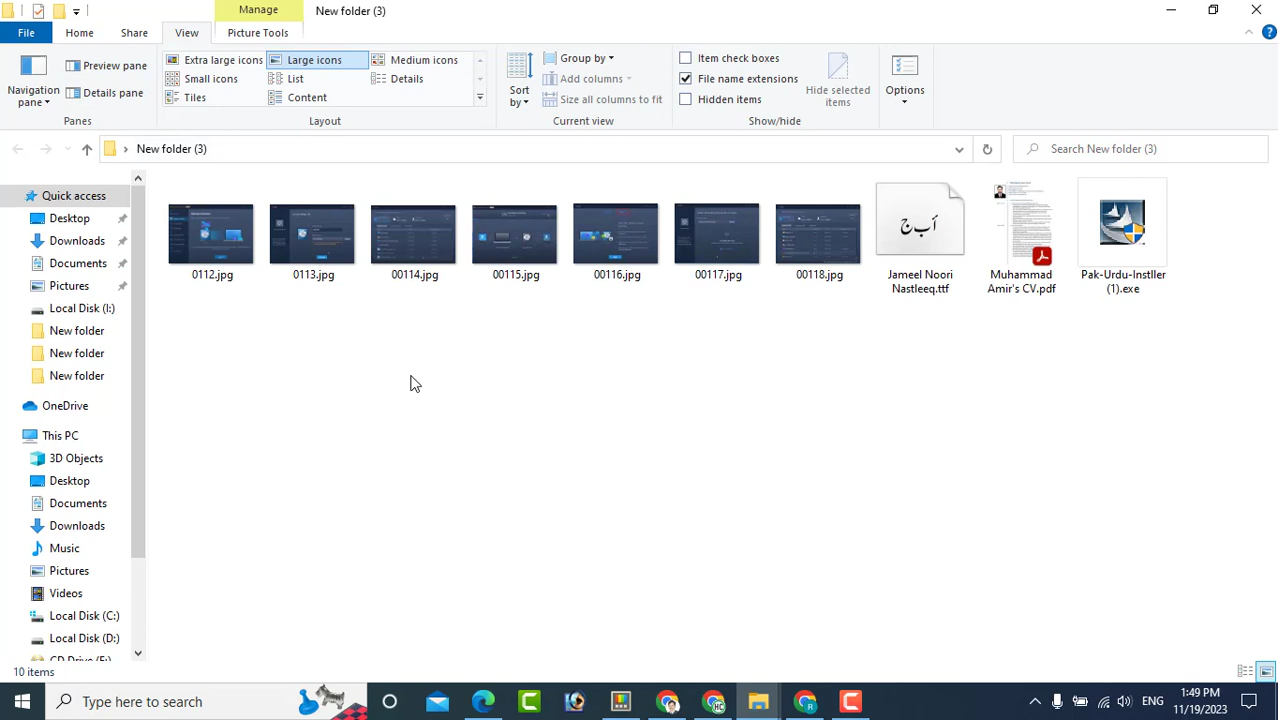 Manage
New folder (3)
File
Home
Share
View
Picture Tools
Navigation pane
Preview pane
Details pane
Panes
Extra large icons
Large icons
Medium icons
Small icons
List
Details
Tiles
Content
Layout
Sort by
Group by
Add columns
Size all columns to fit
Current view
Item check boxes
File name extensions
Hidden items
Hide selected items
Show/hide
Options
New folder (3)
Search New folder (3)
Quick access
Desktop
Downloads
Documents
Pictures
Local Disk (I:)
New folder
New folder
New folder
OneDrive
This PC
3D Objects
Desktop
Documents
Downloads
Music
Pictures
Videos
Local Disk (C:)
Local Disk (D:)
CD Drive (E:)
أب ج
0112.jpg
0113.jpg
00114.jpg
00115.jpg
00116.jpg
00117.jpg
00118.jpg
Jameel Noori
Nastleeq.ttf
Muhammad
Amir's CV.pdf
Pak-Urdu-Instller
(1).exe
10 items
Type here to search
ENG
1:49 PM
11/19/2023